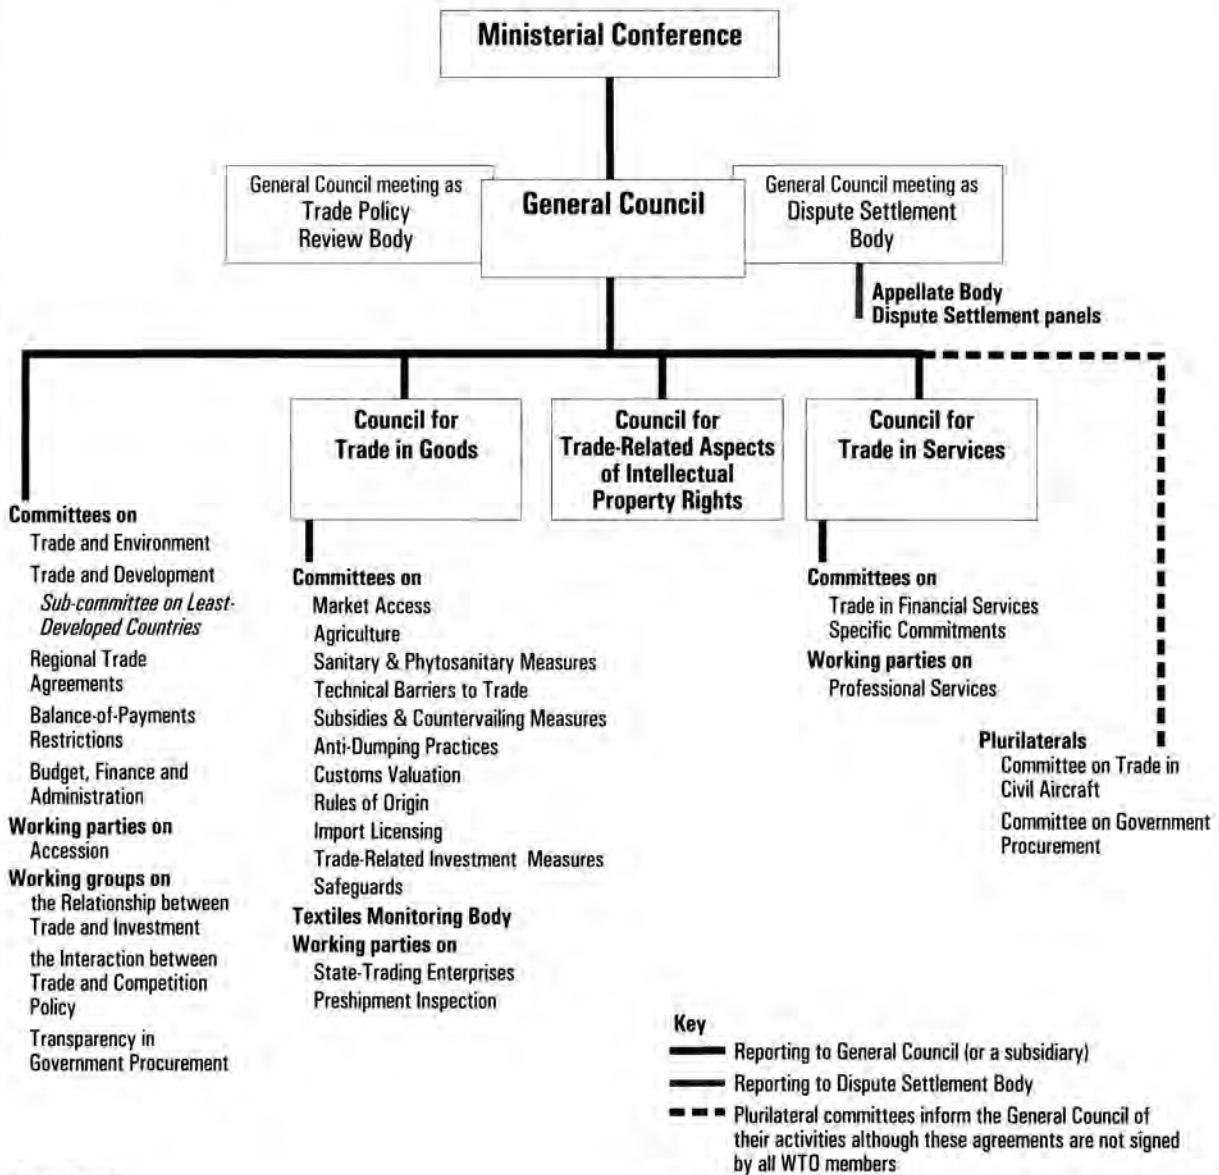 Ministerial Conference
General Council meeting as
Trade Policy
Review Body
General Council
General Council meeting as
Dispute Settlement
Body
Appellate Body
Dispute Settlement panels
Council for
Trade in Goods
Council for
Trade-Related Aspects
of Intellectual
Property Rights
Council for
Trade in Services
Committees on
Trade and Environment
Trade and Development
Sub-committee on Least-
Developed Countries
Regional Trade
Agreements
Balance-of-Payments
Restrictions
Budget, Finance and
Administration
Working parties on
Accession
Working groups on
the Relationship between
Trade and Investment
the Interaction between
Trade and Competition
Policy
Transparency in
Government Procurement
Committees on
Market Access
Agriculture
Sanitary & Phytosanitary Measures
Technical Barriers to Trade
Subsidies & Countervailing Measures
Anti-Dumping Practices
Customs Valuation
Rules of Origin
Import Licensing
Trade-Related Investment Measures
Safeguards
Textiles Monitoring Body
Working parties on
State-Trading Enterprises
Preshipment Inspection
Committees on
Trade in Financial Services
Specific Commitments
Working parties on
Professional Services
Plurilaterals
Committee on Trade in
Civil Aircraft
Committee on Government
Procurement
Key
Reporting to General Council (or a subsidiary)
Reporting to Dispute Settlement Body
Plurilateral committees inform the General Council of
their activities although these agreements are not signed
by all WTO members